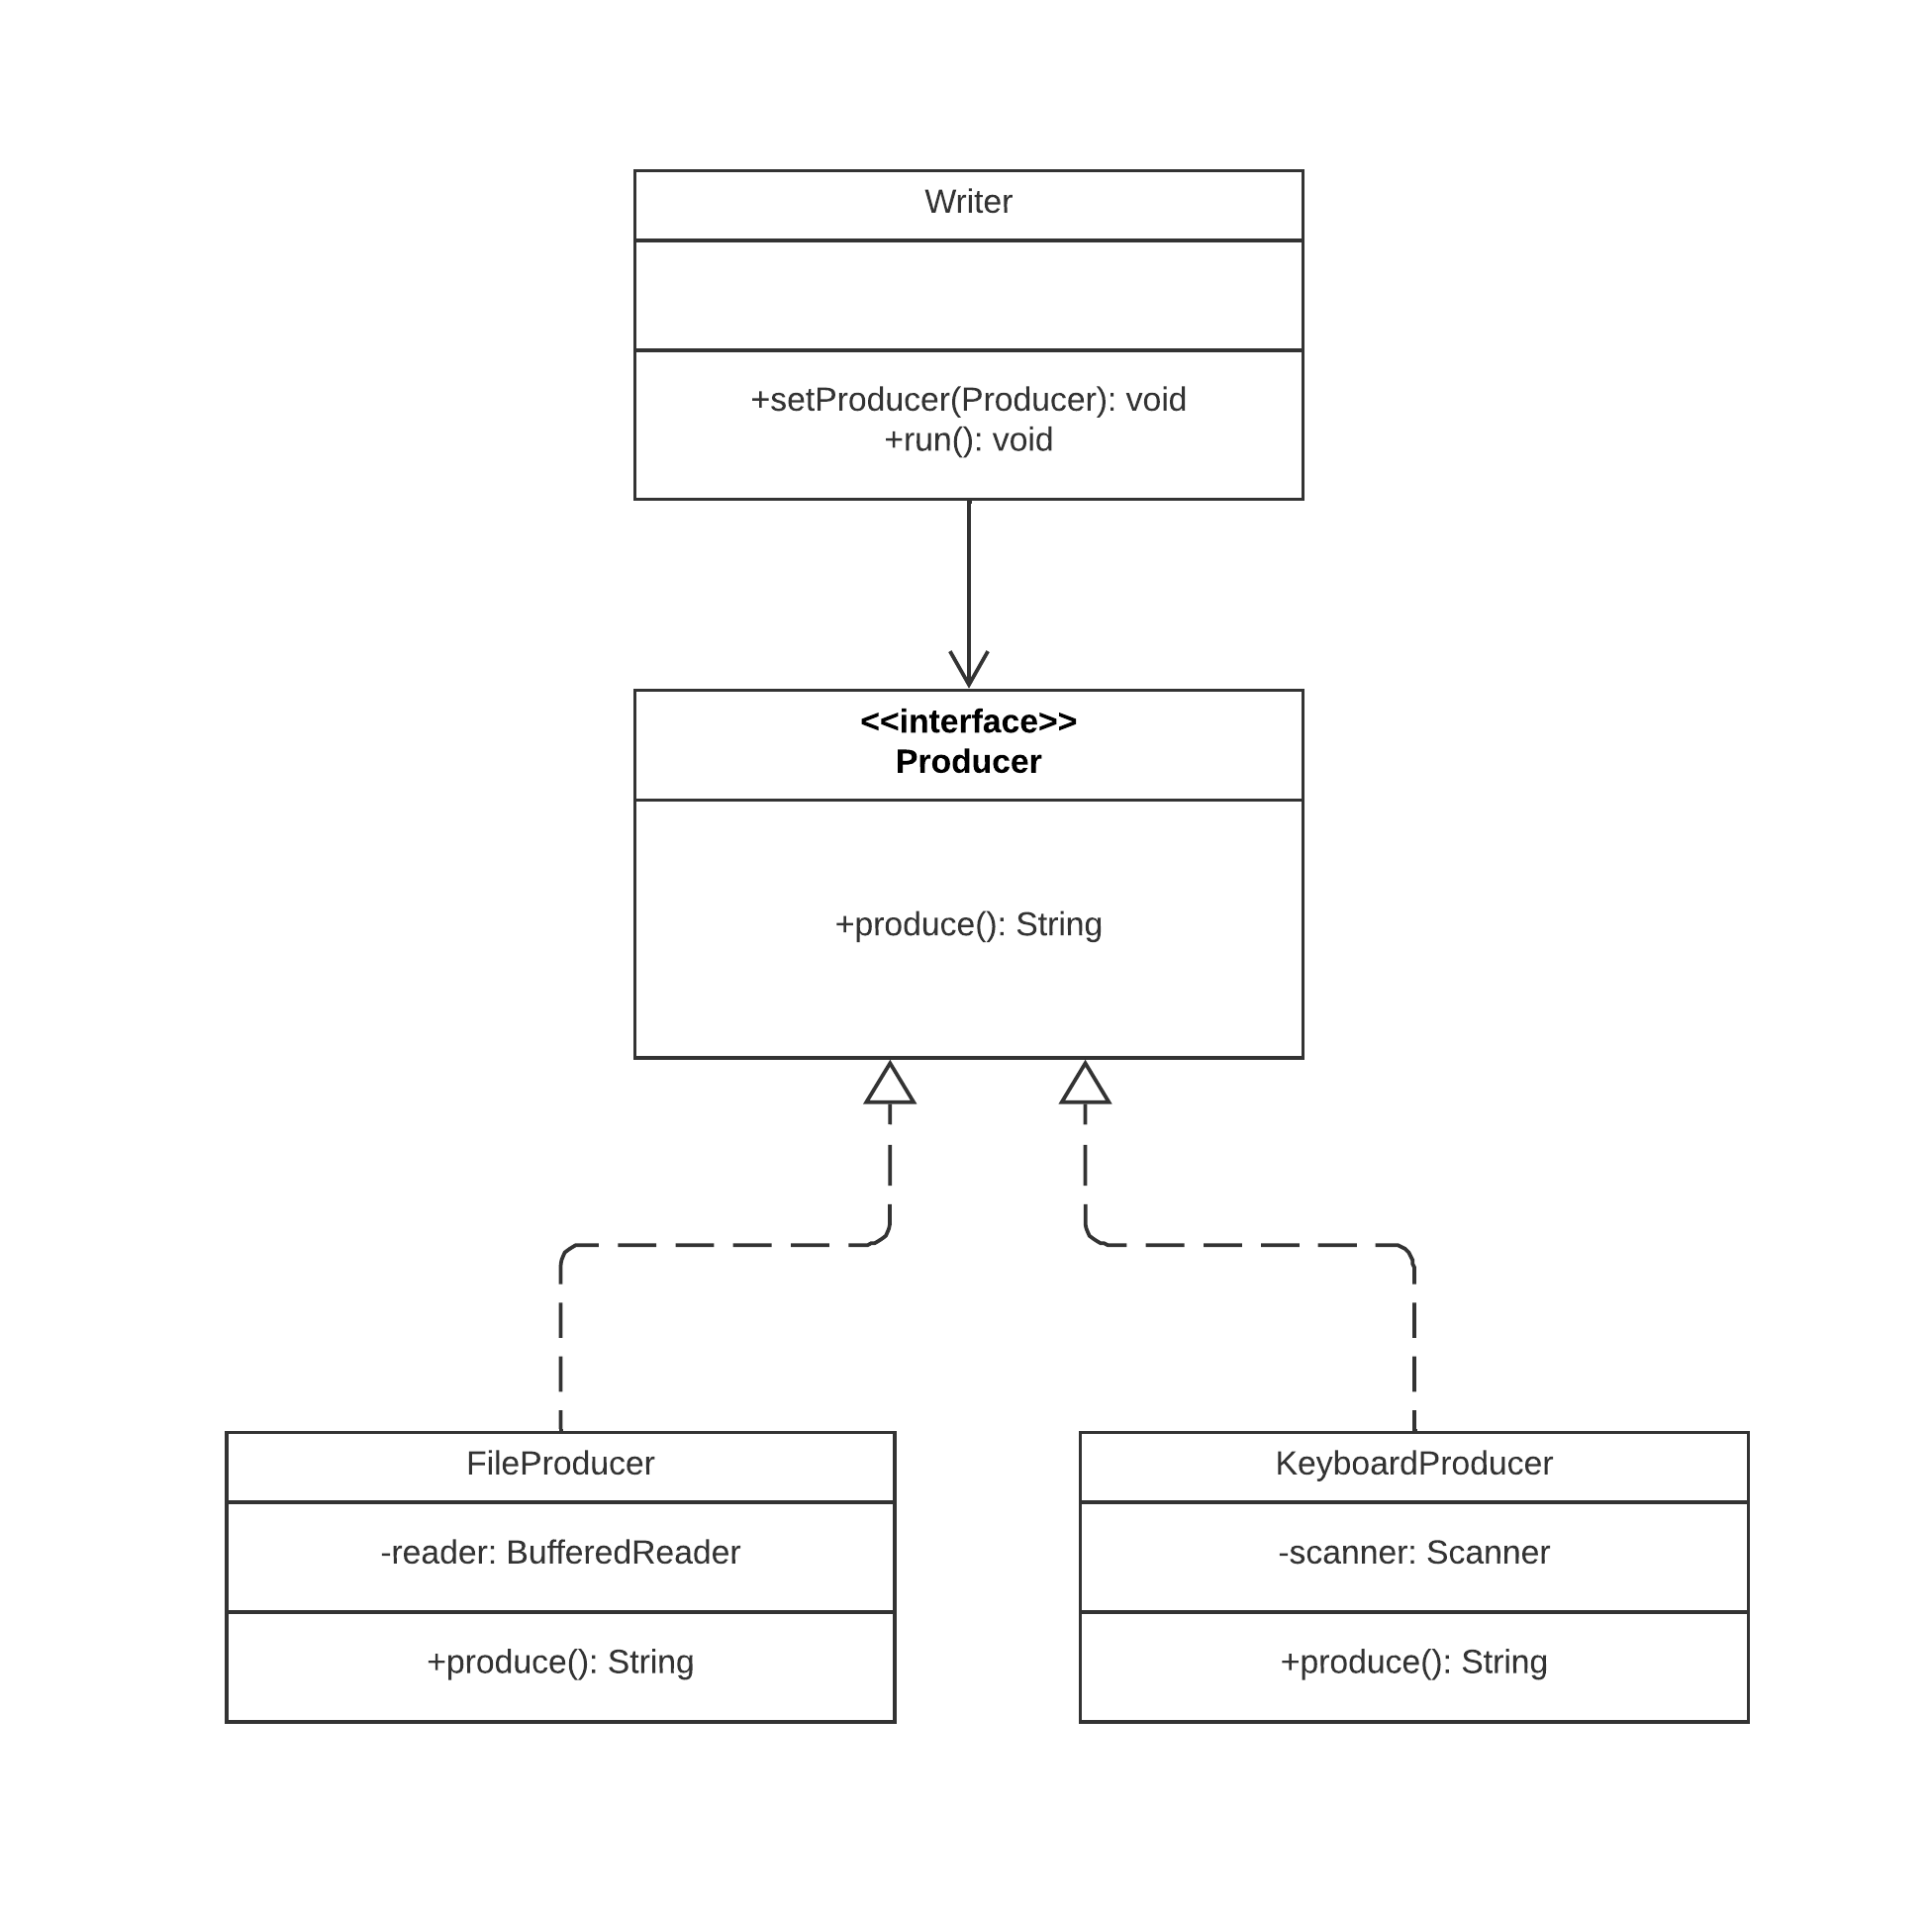 Writer
+setProducer(Producer): void
+run(): void
<<interface>>
Producer
+produce(): String
FileProducer
-reader: BufferedReader
+produce(): String
KeyboardProducer
-scanner: Scanner
+produce(): String